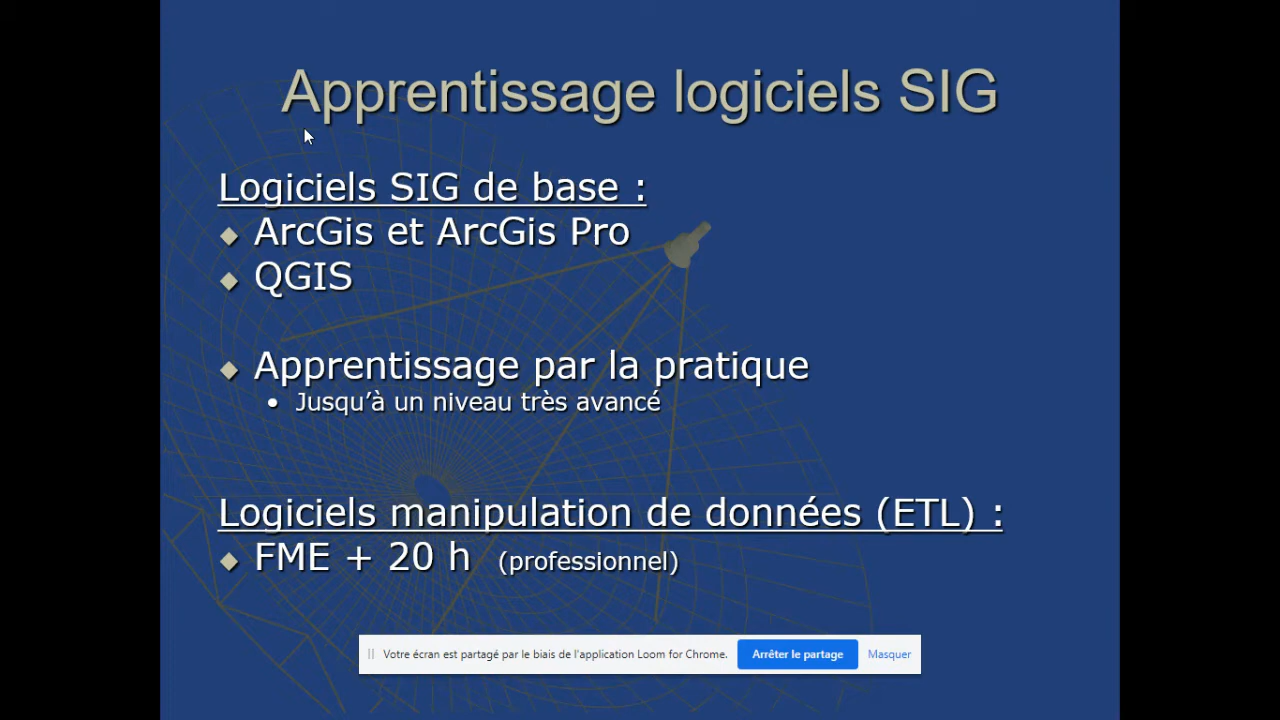 Apprentissage logiciels SIG
Logiciels SIG de base :
ArcGis et ArcGis Pro
QGIS
Apprentissage par la pratique
Jusqu’à un niveau très avancé
Logiciels manipulation de données (ETL) :
FME + 20 h (professionnel)
Votre écran est partagé par le biais de l'application Loom for Chrome. Arrêter le partage Masquer